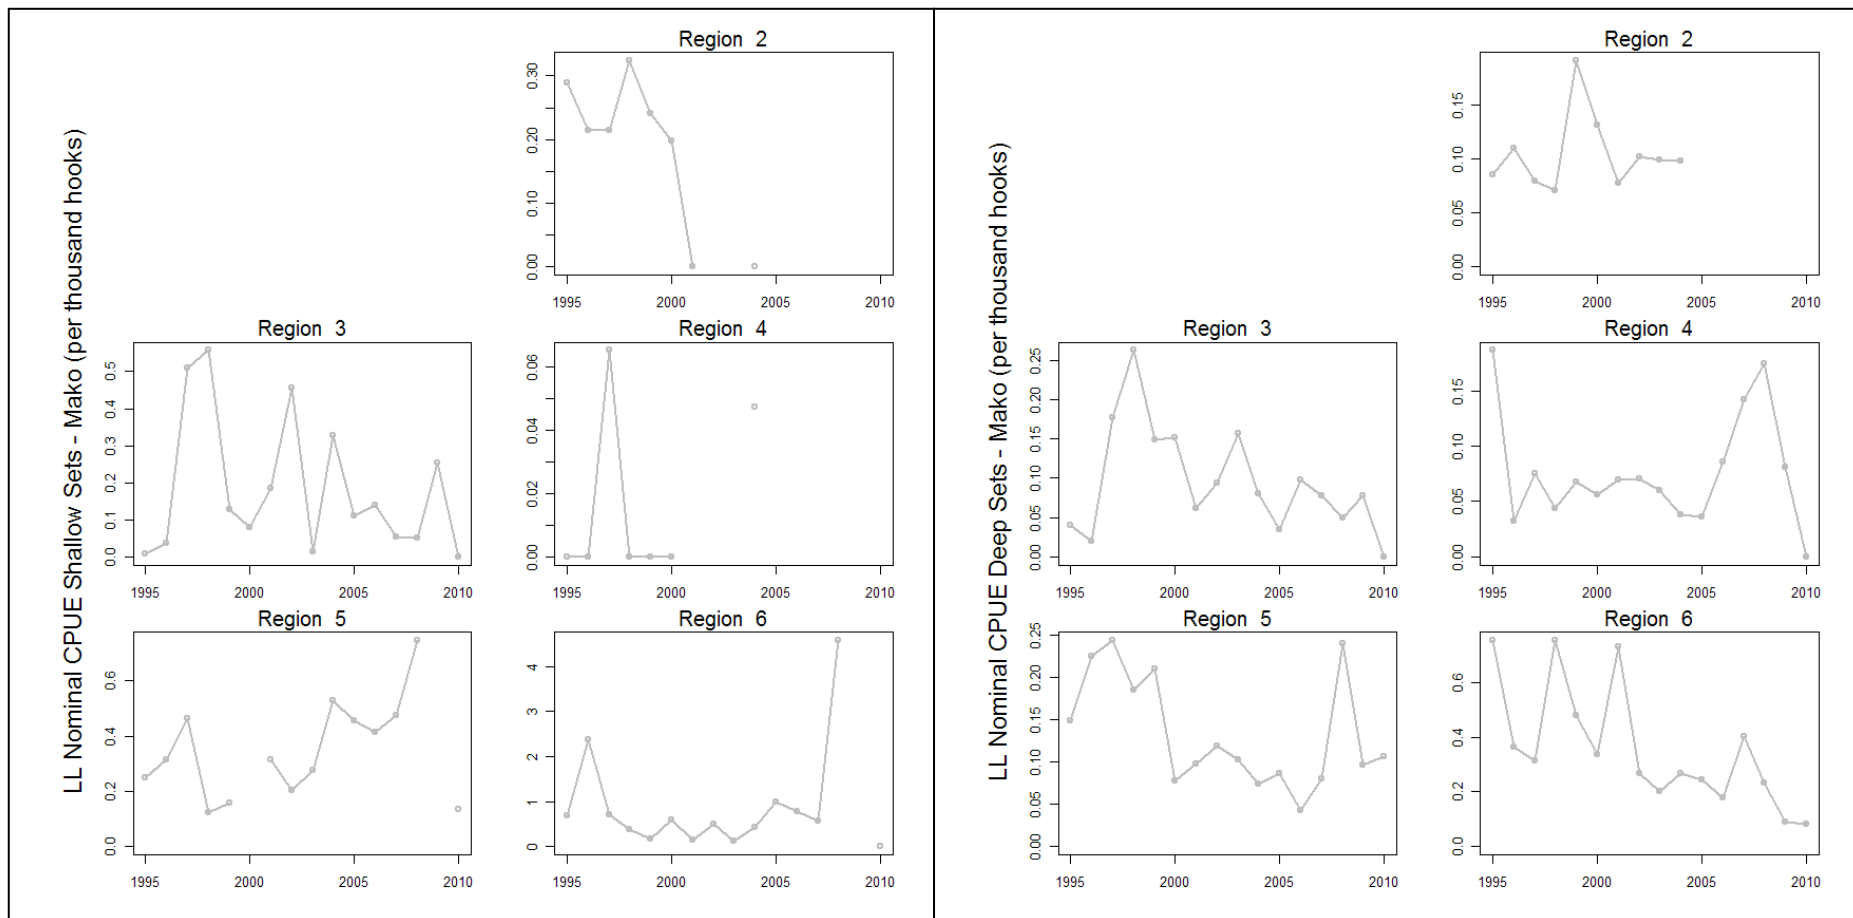 LL Nominal CPUE Shallow Sets - Mako (per thousand hooks)
Region 2
0.30
0.20
0.10
0.00
1995 2000 2005 2010
Region 3
0.5
0.4
0.3
0.2
0.1
0.0
1995 2000 2005 2010
Region 4
0.06
0.04
0.02
0.00
1995 2000 2005 2010
Region 5
0.6
0.4
0.2
0.0
1995 2000 2005 2010
Region 6
4
3
2
1
0
1995 2000 2005 2010
LL Nominal CPUE Deep Sets - Mako (per thousand hooks)
Region 2
0.15
0.10
0.05
0.00
1995 2000 2005 2010
Region 3
0.25
0.20
0.15
0.10
0.05
0.00
1995 2000 2005 2010
Region 4
0.15
0.10
0.05
0.00
1995 2000 2005 2010
Region 5
0.25
0.20
0.15
0.10
0.05
0.00
1995 2000 2005 2010
Region 6
0.6
0.4
0.2
0.0
1995 2000 2005 2010